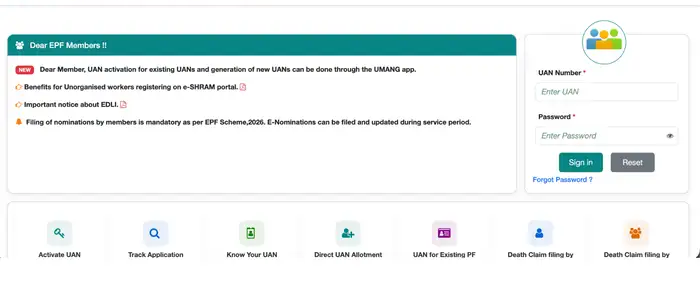 Dear EPF Members !!
NEW Dear Member, UAN activation for existing UANs and generation of new UANs can be done through the UMANG app.
Benefits for Unorganised workers registering on e-SHRAM portal.
Important notice about EDLI.
Filing of nominations by members is mandatory as per EPF Scheme,2026. E-Nominations can be filed and updated during service period.
UAN Number *
Enter UAN
Password *
Enter Password
Sign in Reset
Forgot Password ?
Activate UAN Track Application Know Your UAN Direct UAN Allotment UAN for Existing PF Death Claim filing by Death Claim filing by